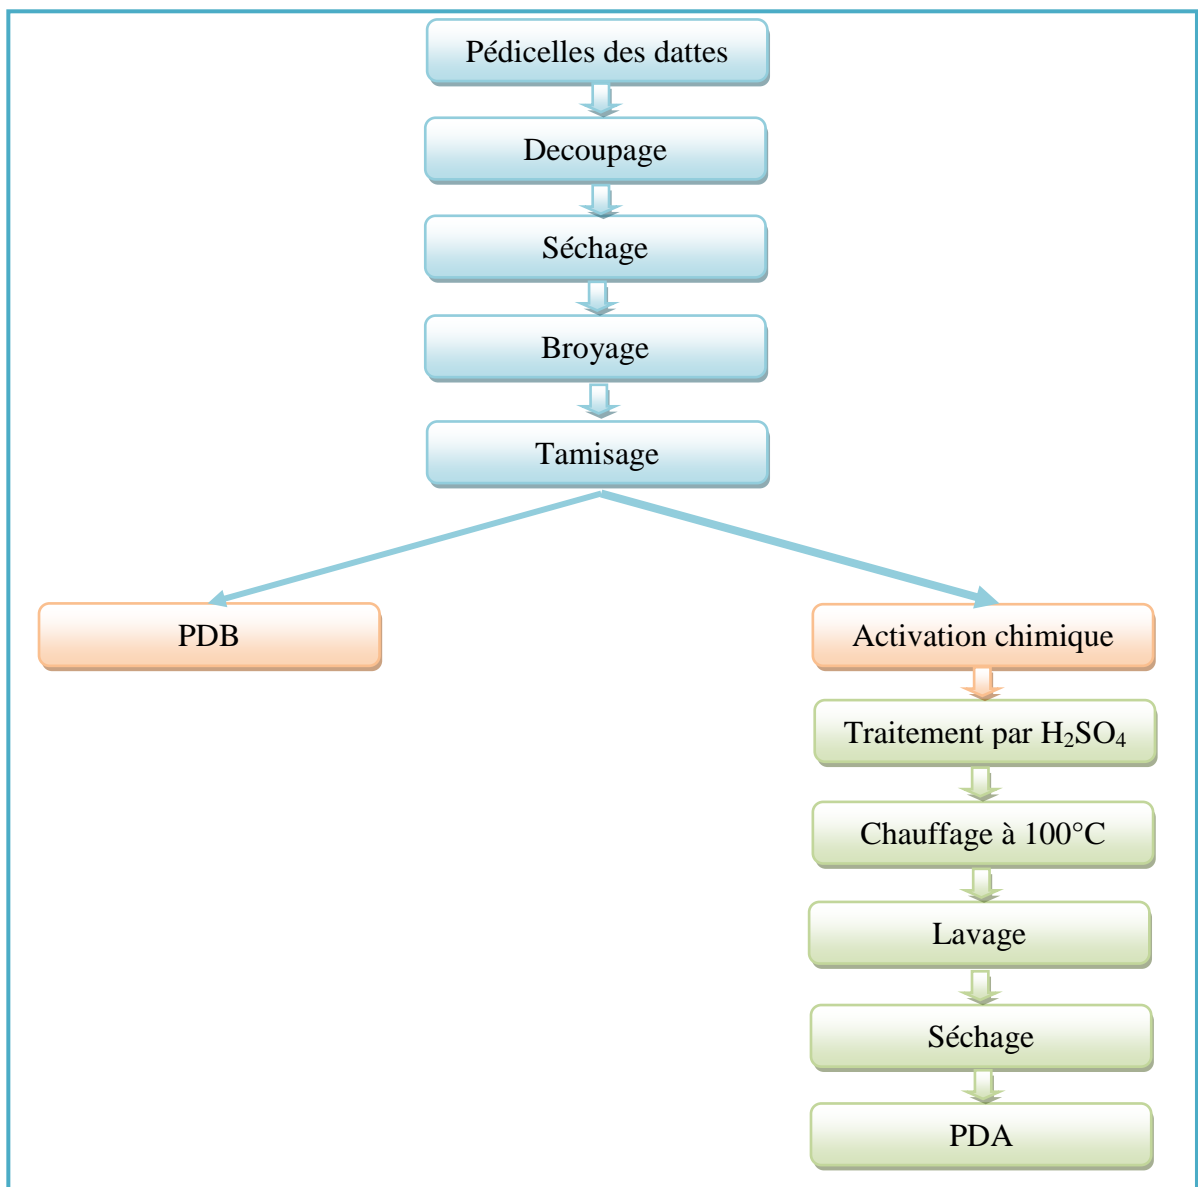 Pédicelles des dattes
Decoupage
Séchage
Broyage
Tamisage
PDB
Activation chimique
Traitement par H₂SO₄
Chauffage à 100°C
Lavage
Séchage
PDA